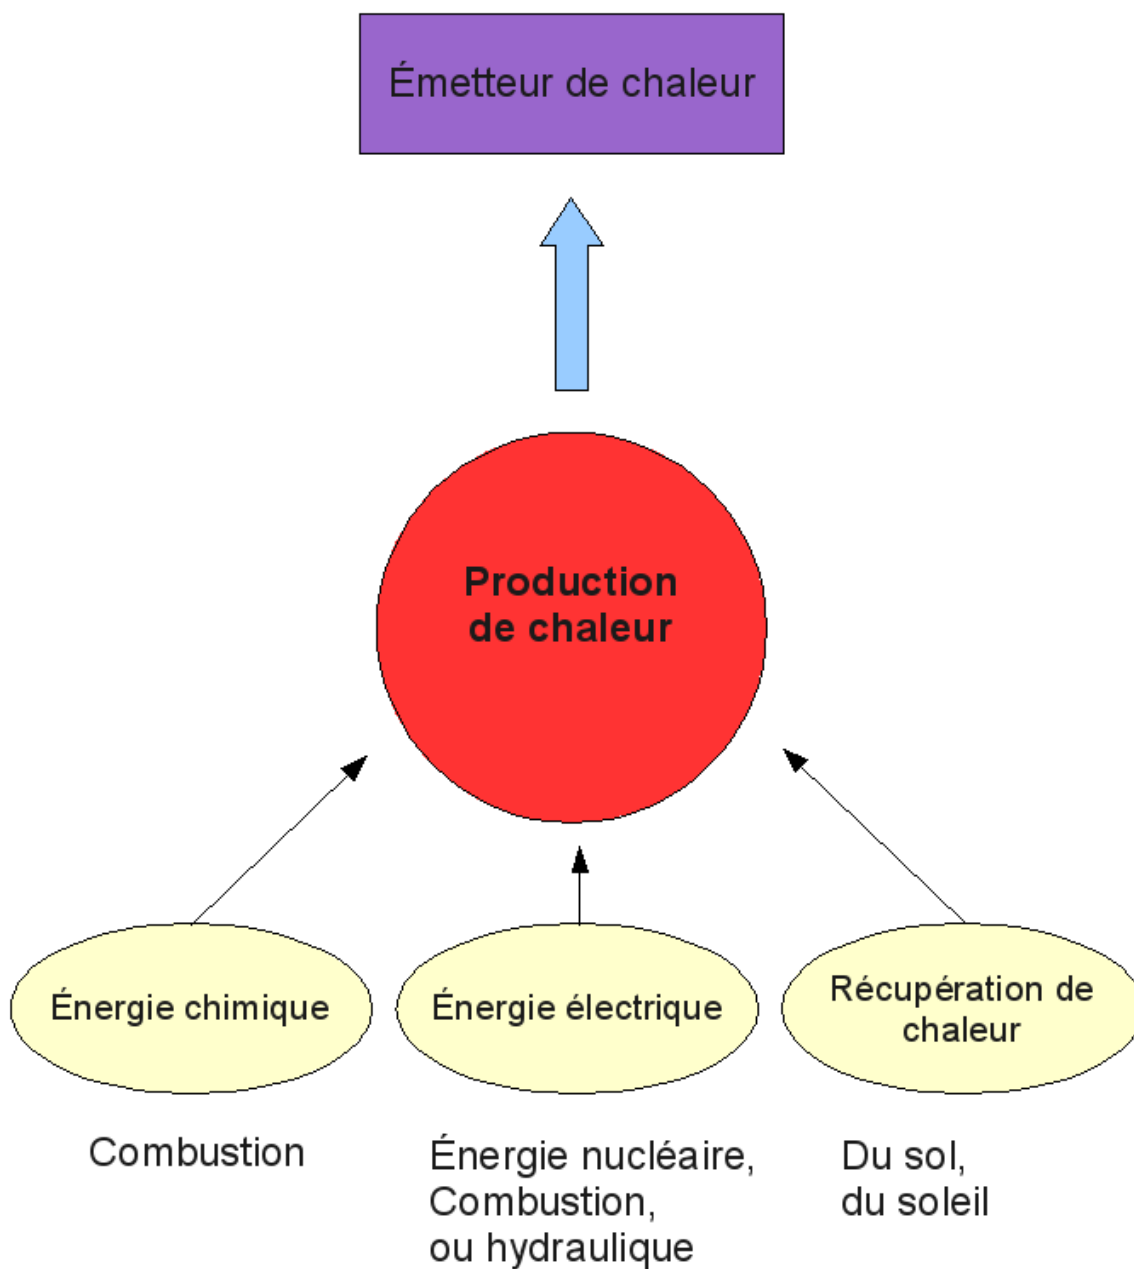 Émetteur de chaleur
Production
de chaleur
Énergie chimique
Énergie électrique
Récupération de
chaleur
Combustion
Énergie nucléaire,
Combustion,
ou hydraulique
Du sol,
du soleil